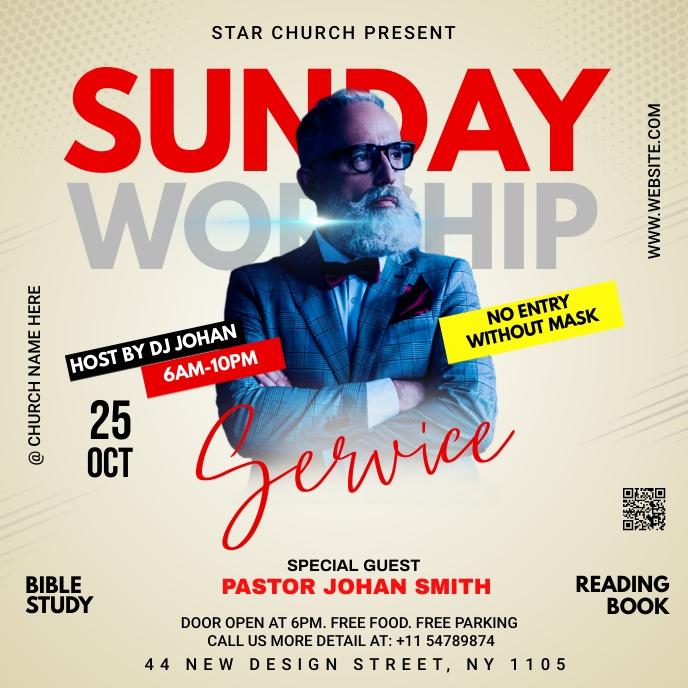 STAR CHURCH PRESENT
SUNDAY
WORSHIP
WWW.WEBSITE.COM
NO ENTRY
WITHOUT MASK
HOST BY DJ JOHAN
6AM-10PM
@ CHURCH NAME HERE
25
OCT
Service
SPECIAL GUEST
PASTOR JOHAN SMITH
BIBLE
STUDY
READING
BOOK
DOOR OPEN AT 6PM. FREE FOOD. FREE PARKING
CALL US MORE DETAIL AT: +11 54789874
44 NEW DESIGN STREET, NY 1105